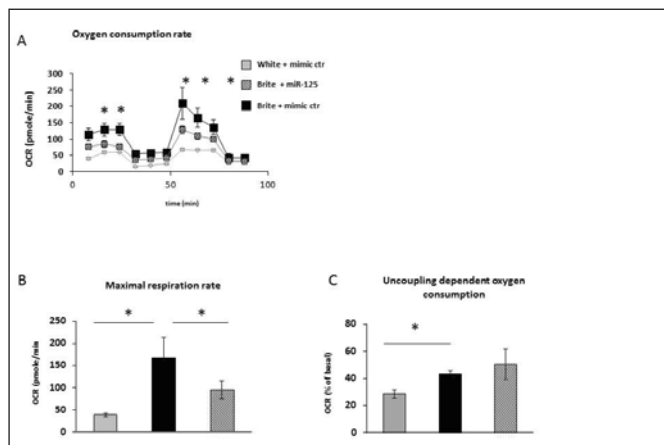 A
Oxygen consumption rate
White + mimic ctr
Brite + miR-125
Brite + mimic ctr
OCR (pmole/min)
300
250
200
150
100
50
0
* * * * *
0 50 100
time (min)
B
Maximal respiration rate
OCR (pmole/min
250
200
150
100
50
0
* *
C
Uncoupling dependent oxygen
consumption
OCR (% of basal)
80
60
40
20
0
*